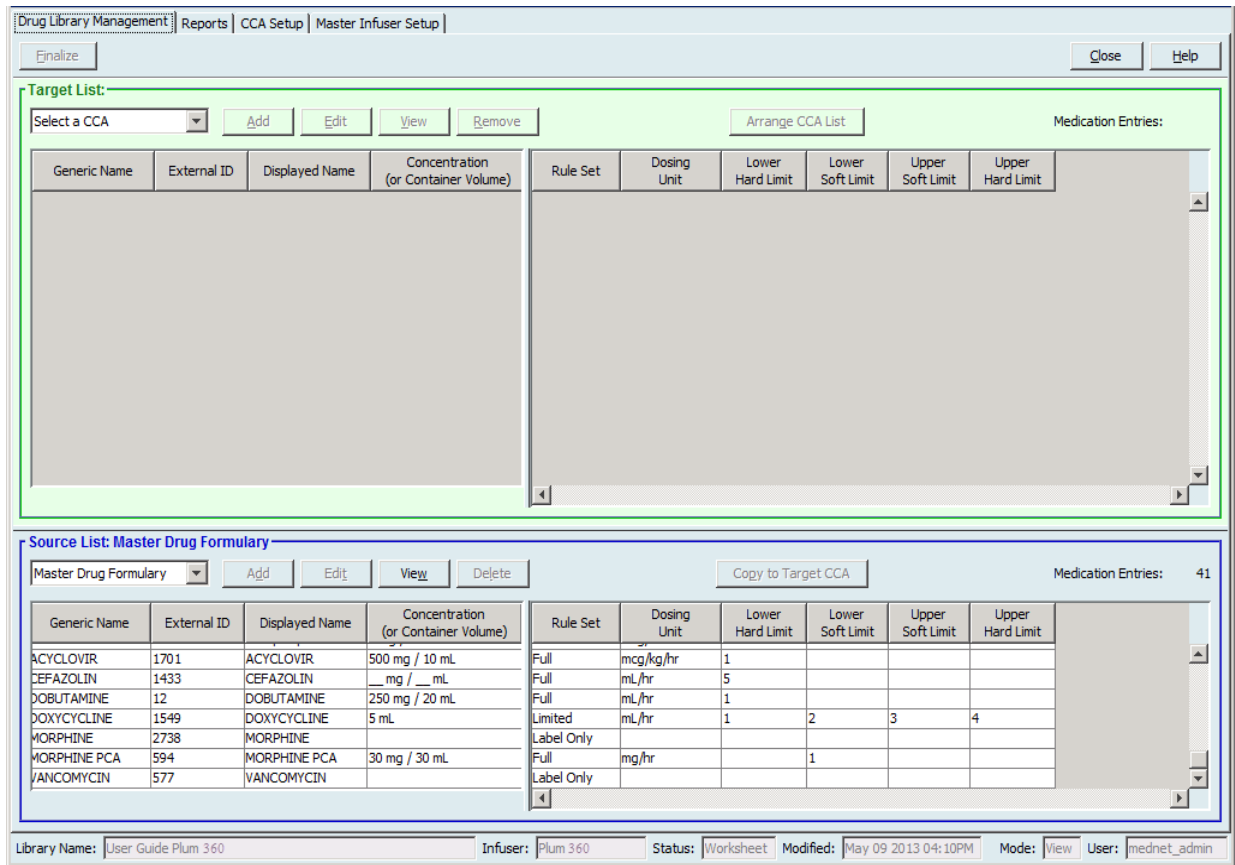 Drug Library Management Reports CCA Setup Master Infuser Setup
Finalize Close Help
Target List:
Select a CCA Add Edit View Remove Arrange CCA List Medication Entries:
Generic Name External ID Displayed Name Concentration (or Container Volume) Rule Set Dosing Unit Lower Hard Limit Lower Soft Limit Upper Soft Limit Upper Hard Limit
Source List: Master Drug Formulary
Master Drug Formulary Add Edit View Delete Copy to Target CCA Medication Entries: 41
Generic Name External ID Displayed Name Concentration (or Container Volume) Rule Set Dosing Unit Lower Hard Limit Lower Soft Limit Upper Soft Limit Upper Hard Limit
ACYCLOVIR 1701 ACYCLOVIR 500 mg / 10 mL Full mcg/kg/hr 1
CEFAZOLIN 1433 CEFAZOLIN __ mg / __ mL Full mL/hr 5
DOBUTAMINE 12 DOBUTAMINE 250 mg / 20 mL Full mL/hr 1
DOXYCYCLINE 1549 DOXYCYCLINE 5 mL Limited mL/hr 1 2 3 4
MORPHINE 2738 MORPHINE Label Only
MORPHINE PCA 594 MORPHINE PCA 30 mg / 30 mL Full mg/hr 1
VANCOMYCIN 577 VANCOMYCIN Label Only
Library Name: User Guide Plum 360 Infuser: Plum 360 Status: Worksheet Modified: May 09 2013 04:10PM Mode: View User: mednet_admin